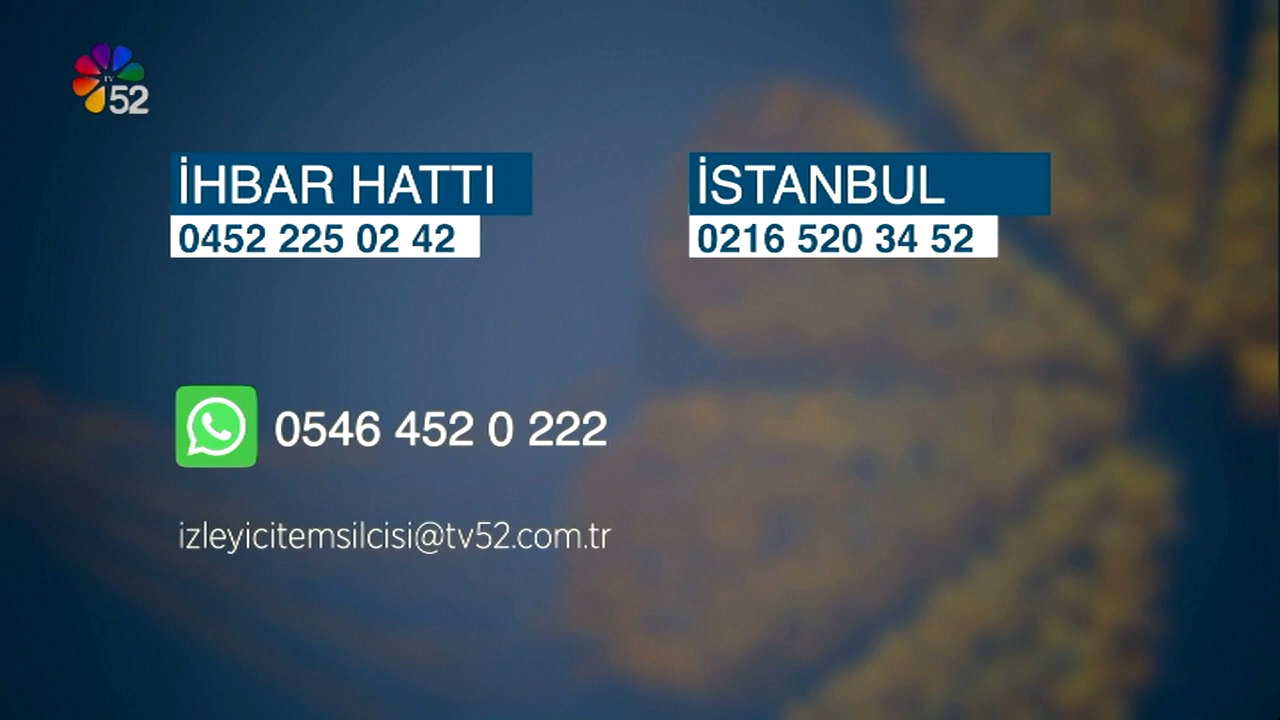 TV
52
İHBAR HATTI
0452 225 02 42
İSTANBUL
0216 520 34 52
0546 452 0 222
izleyicitemsilcisi@tv52.com.tr